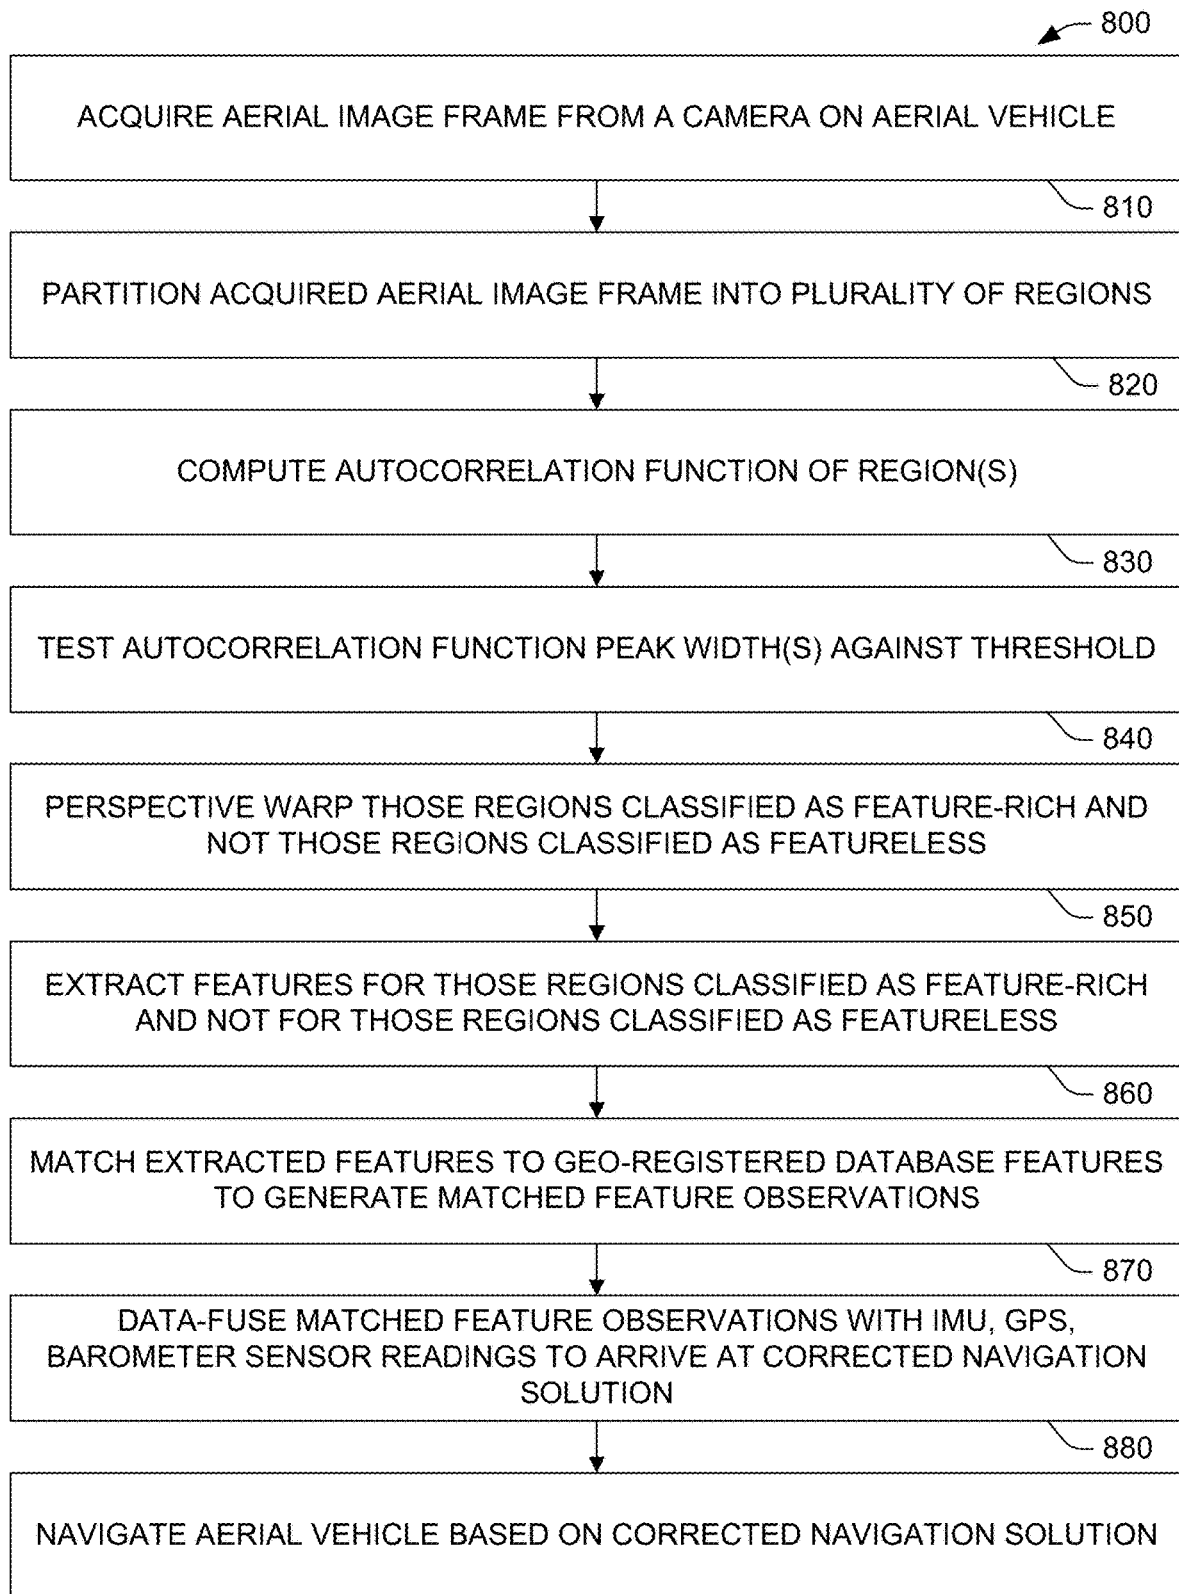 800
ACQUIRE AERIAL IMAGE FRAME FROM A CAMERA ON AERIAL VEHICLE
810
PARTITION ACQUIRED AERIAL IMAGE FRAME INTO PLURALITY OF REGIONS
820
COMPUTE AUTOCORRELATION FUNCTION OF REGION(S)
830
TEST AUTOCORRELATION FUNCTION PEAK WIDTH(S) AGAINST THRESHOLD
840
PERSPECTIVE WARP THOSE REGIONS CLASSIFIED AS FEATURE-RICH AND
NOT THOSE REGIONS CLASSIFIED AS FEATURELESS
850
EXTRACT FEATURES FOR THOSE REGIONS CLASSIFIED AS FEATURE-RICH
AND NOT FOR THOSE REGIONS CLASSIFIED AS FEATURELESS
860
MATCH EXTRACTED FEATURES TO GEO-REGISTERED DATABASE FEATURES
TO GENERATE MATCHED FEATURE OBSERVATIONS
870
DATA-FUSE MATCHED FEATURE OBSERVATIONS WITH IMU, GPS,
BAROMETER SENSOR READINGS TO ARRIVE AT CORRECTED NAVIGATION
SOLUTION
880
NAVIGATE AERIAL VEHICLE BASED ON CORRECTED NAVIGATION SOLUTION